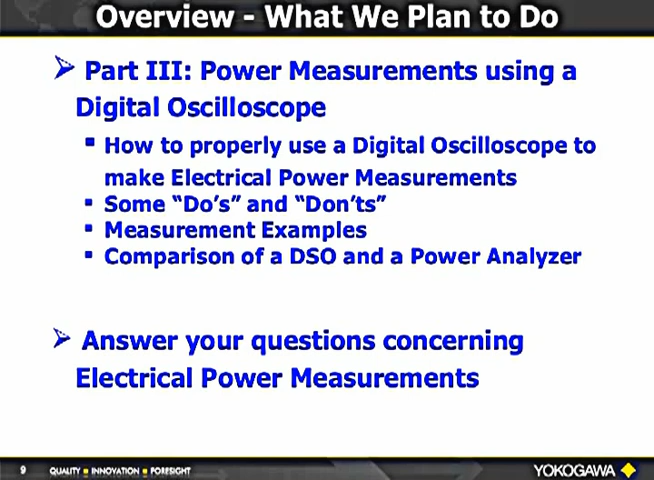 Overview - What We Plan to Do
Part III: Power Measurements using a
Digital Oscilloscope
How to properly use a Digital Oscilloscope to
make Electrical Power Measurements
Some “Do’s” and “Don’ts”
Measurement Examples
Comparison of a DSO and a Power Analyzer
Answer your questions concerning
Electrical Power Measurements
9 QUALITY INNOVATION FORESIGHT YOKOGAWA